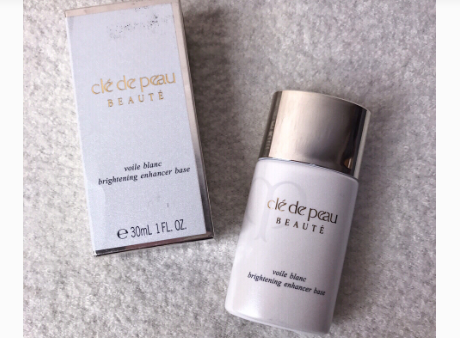 clé de peau
BEAUTÉ
voile blanc
brightening enhancer base
℮ 30mL 1 FL. OZ.
clé de peau
BEAUTÉ
voile blanc
brightening enhancer base